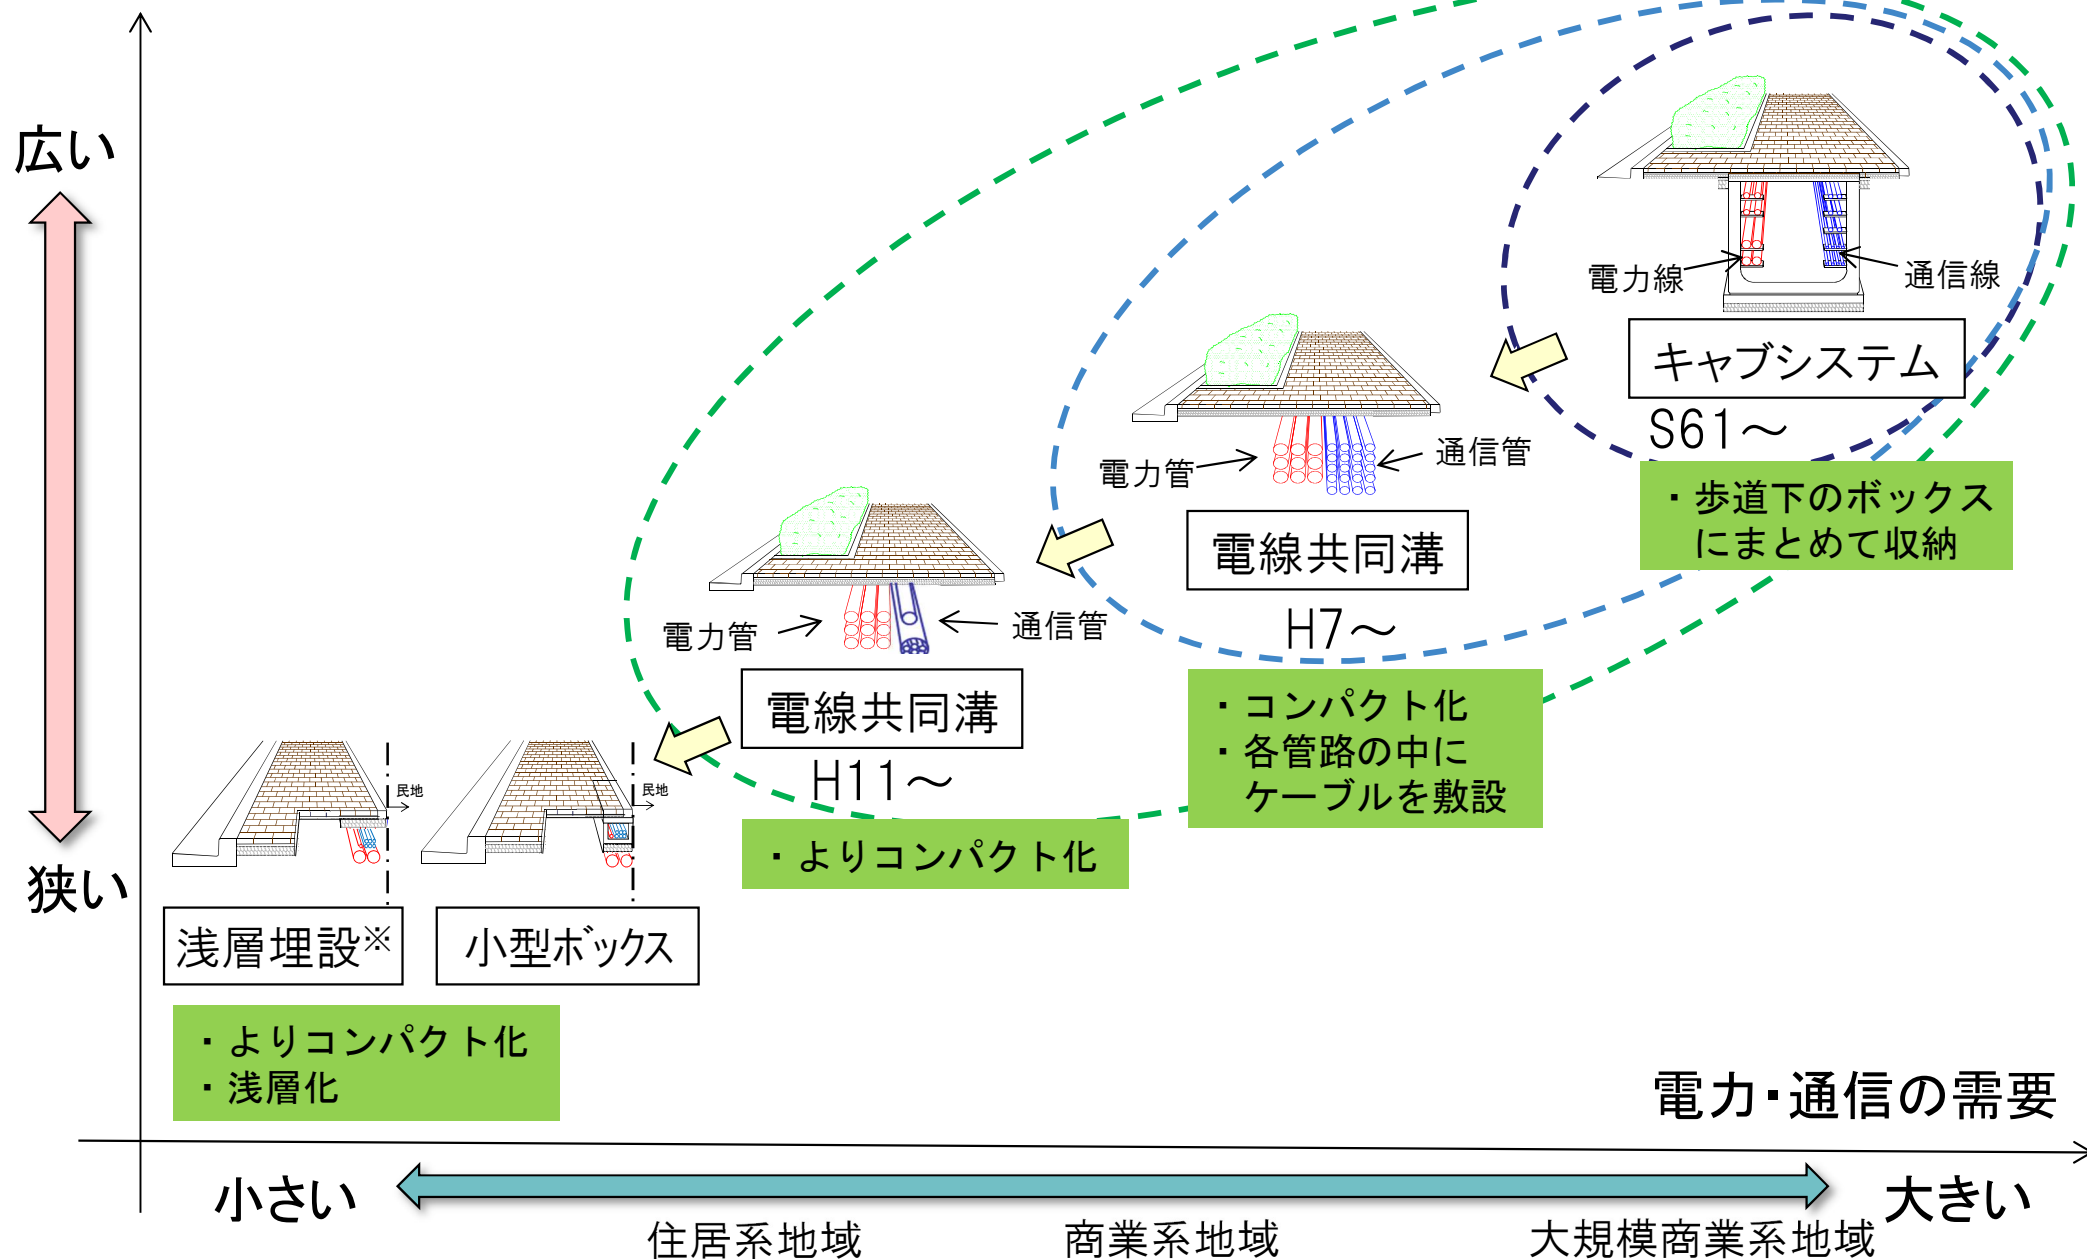 広い
狭い
電力線
通信線
キャブシステム
S61～
・歩道下のボックス
にまとめて収納
電力管
通信管
電線共同溝
H7～
・コンパクト化
・各管路の中に
ケーブルを敷設
電力管
通信管
電線共同溝
H11～
・よりコンパクト化
民地
民地
浅層埋設※
小型ボックス
・よりコンパクト化
・浅層化
電力・通信の需要
小さい
大きい
住居系地域
商業系地域
大規模商業系地域